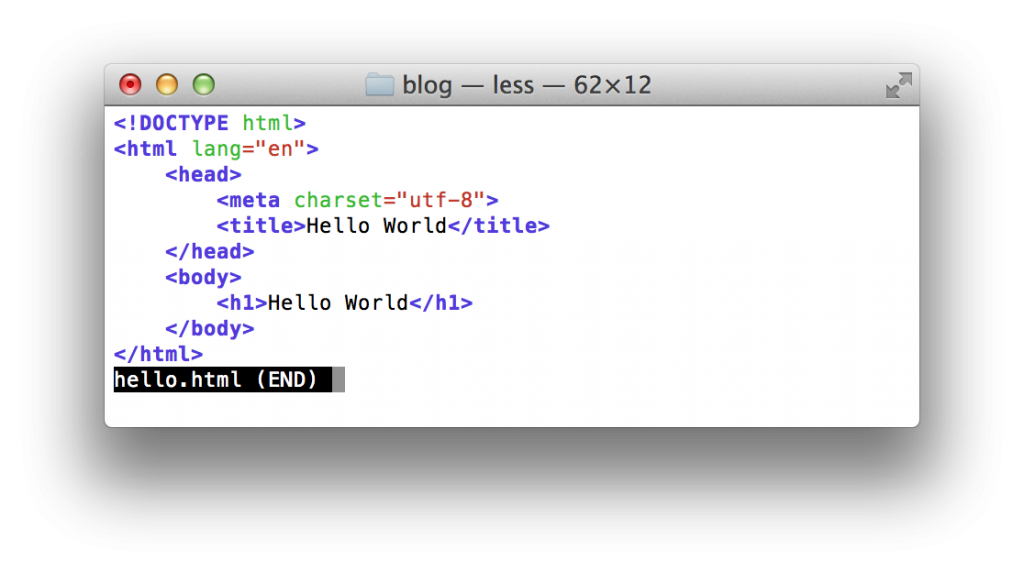 blog — less — 62×12
<!DOCTYPE html>
<html lang="en">
    <head>
        <meta charset="utf-8">
        <title>Hello World</title>
    </head>
    <body>
        <h1>Hello World</h1>
    </body>
</html>
hello.html (END)